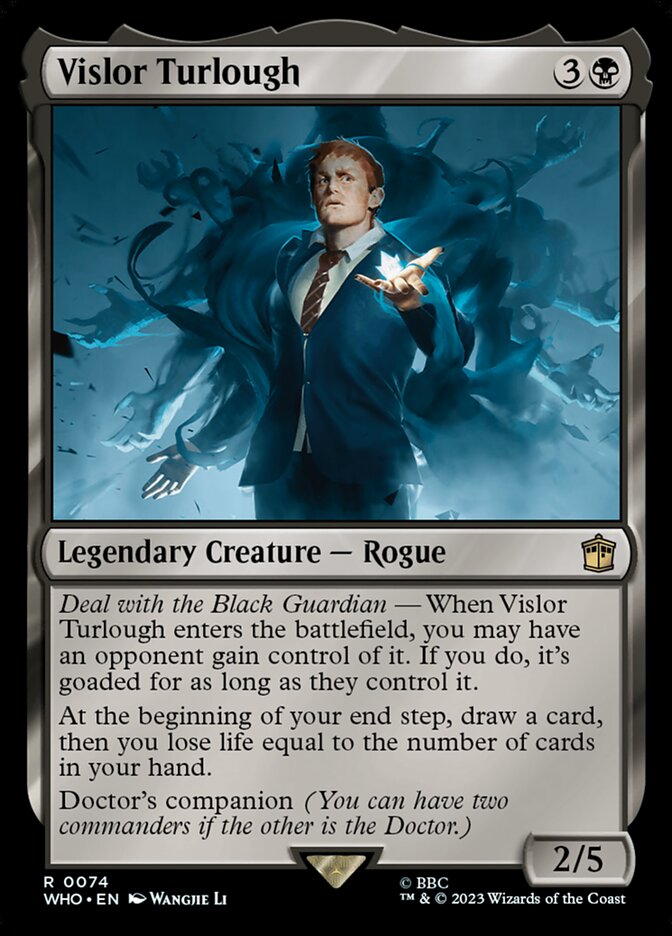 Vislor Turlough 3
Legendary Creature — Rogue
Deal with the Black Guardian — When Vislor
Turlough enters the battlefield, you may have
an opponent gain control of it. If you do, it's
goaded for as long as they control it.
At the beginning of your end step, draw a card,
then you lose life equal to the number of cards
in your hand.
Doctor's companion (You can have two
commanders if the other is the Doctor.)
2/5
R 0074
WHO • EN Wangjie Li
© BBC
™ & © 2023 Wizards of the Coast